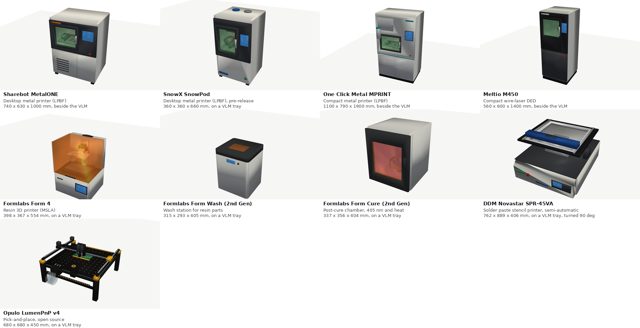 Sharebot MetalONE
Desktop metal printer (LPBF)
740 x 630 x 1000 mm, beside the VLM
SnowX SnowPod
Desktop metal printer (LPBF), pre-release
360 x 360 x 660 mm, on a VLM tray
One Click Metal MPRINT
Compact metal printer (LPBF)
1100 x 790 x 1900 mm, beside the VLM
Meltio M450
Compact wire-laser DED
560 x 600 x 1400 mm, beside the VLM
Formlabs Form 4
Resin 3D printer (MSLA)
398 x 367 x 554 mm, on a VLM tray
Formlabs Form Wash (2nd Gen)
Wash station for resin parts
315 x 293 x 405 mm, on a VLM tray
Formlabs Form Cure (2nd Gen)
Post-cure chamber, 405 nm and heat
337 x 356 x 404 mm, on a VLM tray
DDM Novastar SPR-45VA
Solder paste stencil printer, semi-automatic
762 x 889 x 406 mm, on a VLM tray, turned 90 deg
Opulo LumenPnP v4
Pick-and-place, open source
680 x 680 x 450 mm, on a VLM tray